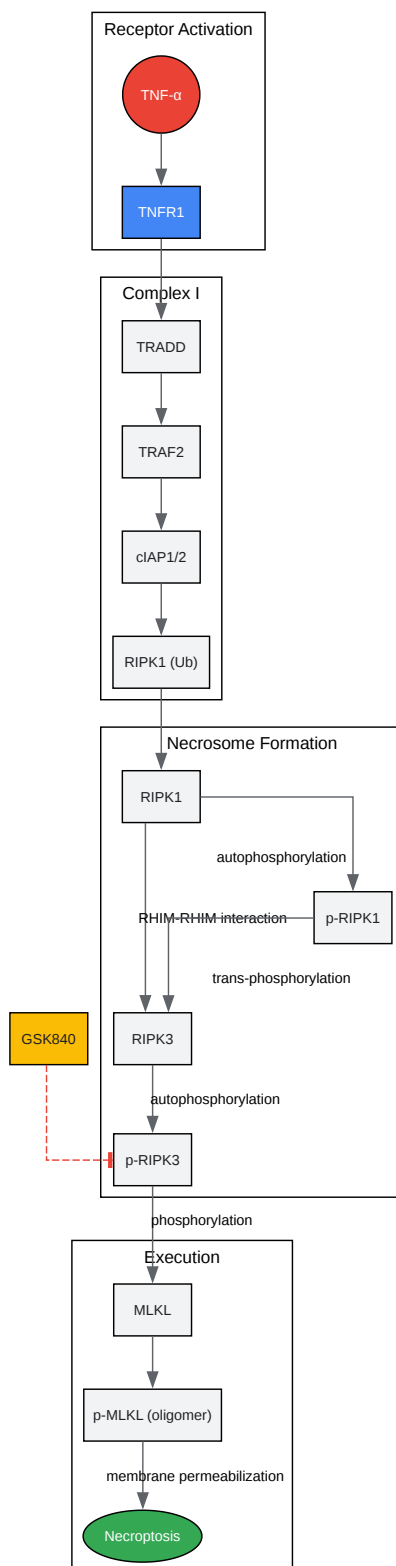 Receptor Activation
TNF-α
TNFR1
Complex I
TRADD
TRAF2
cIAP1/2
RIPK1 (Ub)
Necrosome Formation
RIPK1
autophosphorylation
p-RIPK1
RHIM-RHIM interaction
trans-phosphorylation
GSK840
RIPK3
autophosphorylation
p-RIPK3
phosphorylation
Execution
MLKL
p-MLKL (oligomer)
membrane permeabilization
Necroptosis